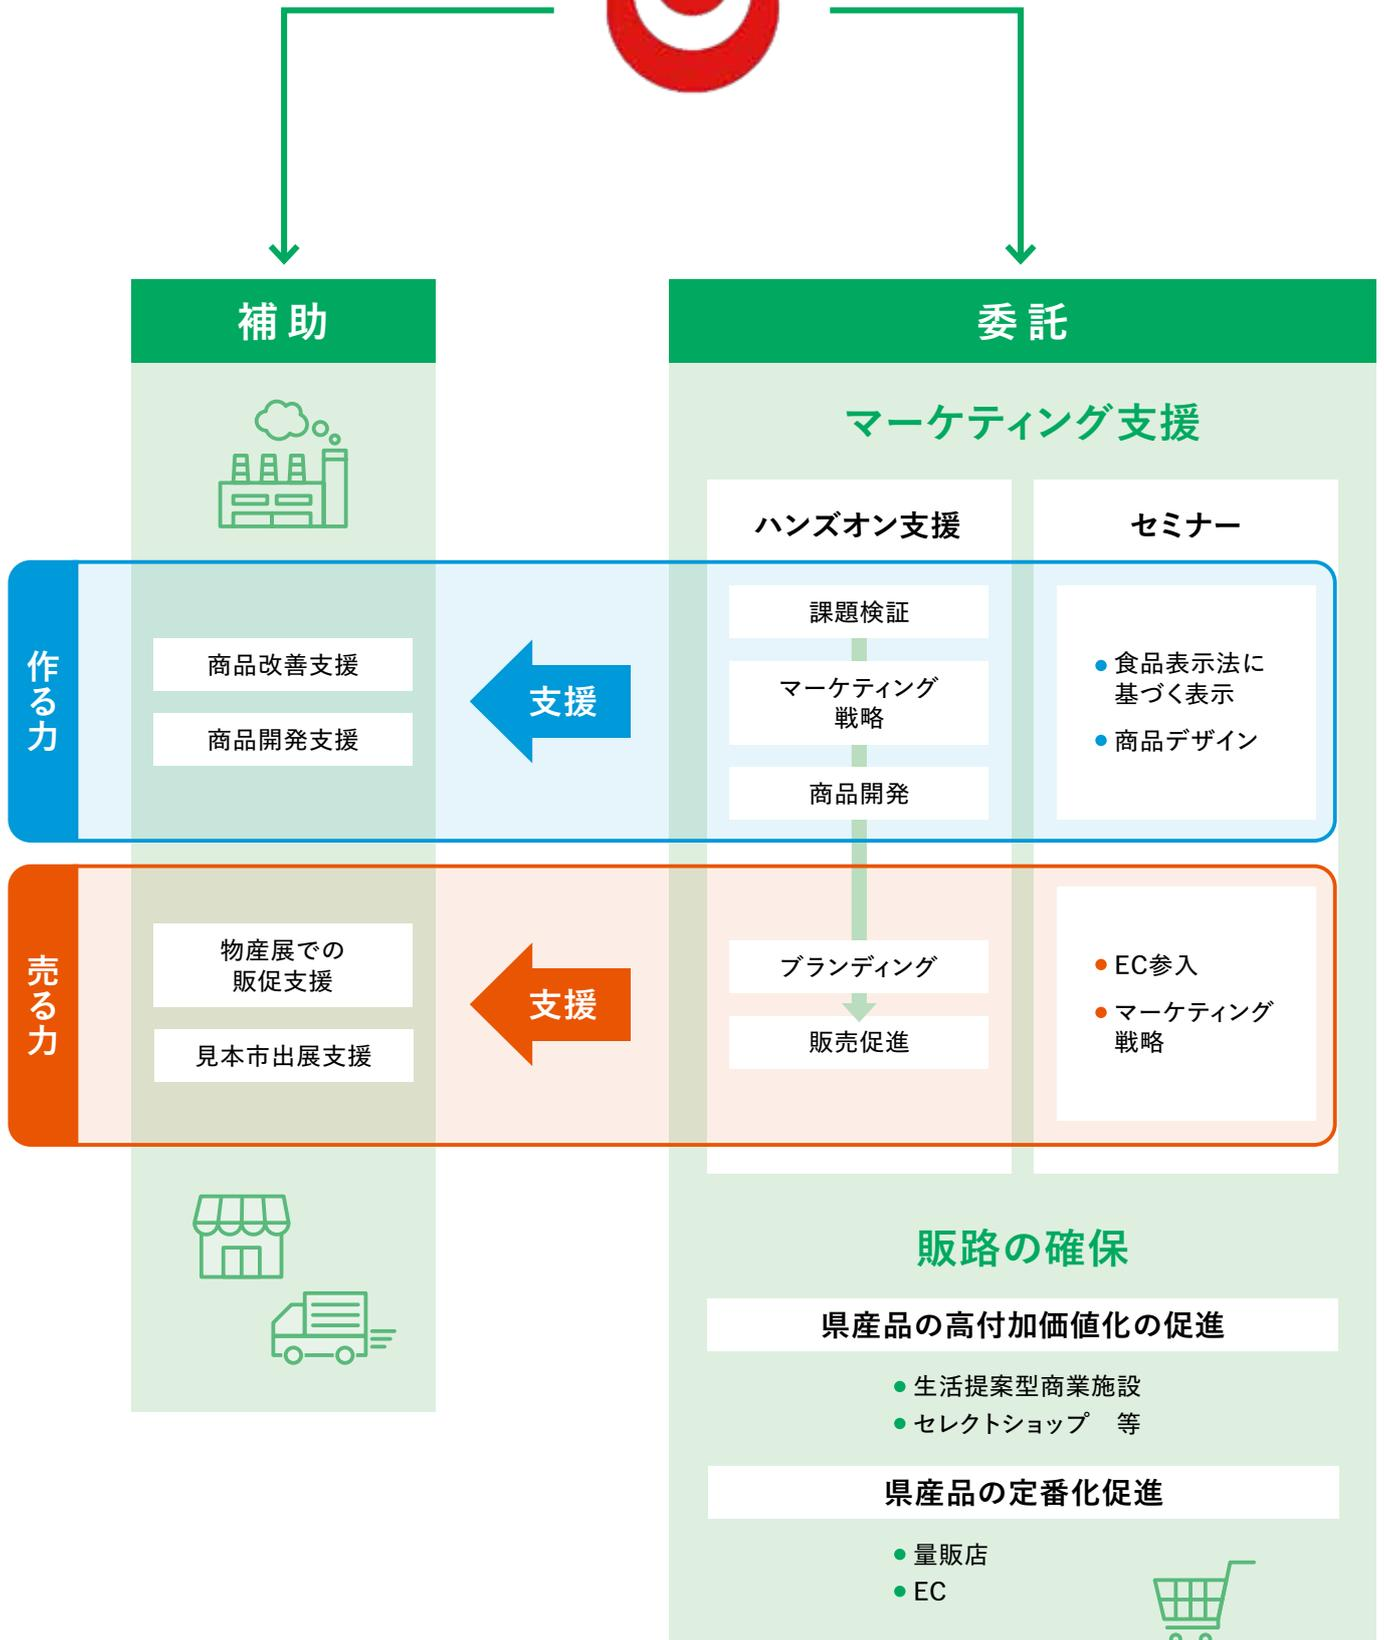 補助
委託
マーケティング支援
ハンズオン支援
セミナー
作る力
商品改善支援
商品開発支援
支援
課題検証
マーケティング
戦略
商品開発
食品表示法に
基づく表示
商品デザイン
売る力
物産展での
販促支援
見本市出展支援
支援
ブランディング
販売促進
EC参入
マーケティング
戦略
販路の確保
県産品の高付加価値化の促進
生活提案型商業施設
セレクトショップ　等
県産品の定番化促進
量販店
EC